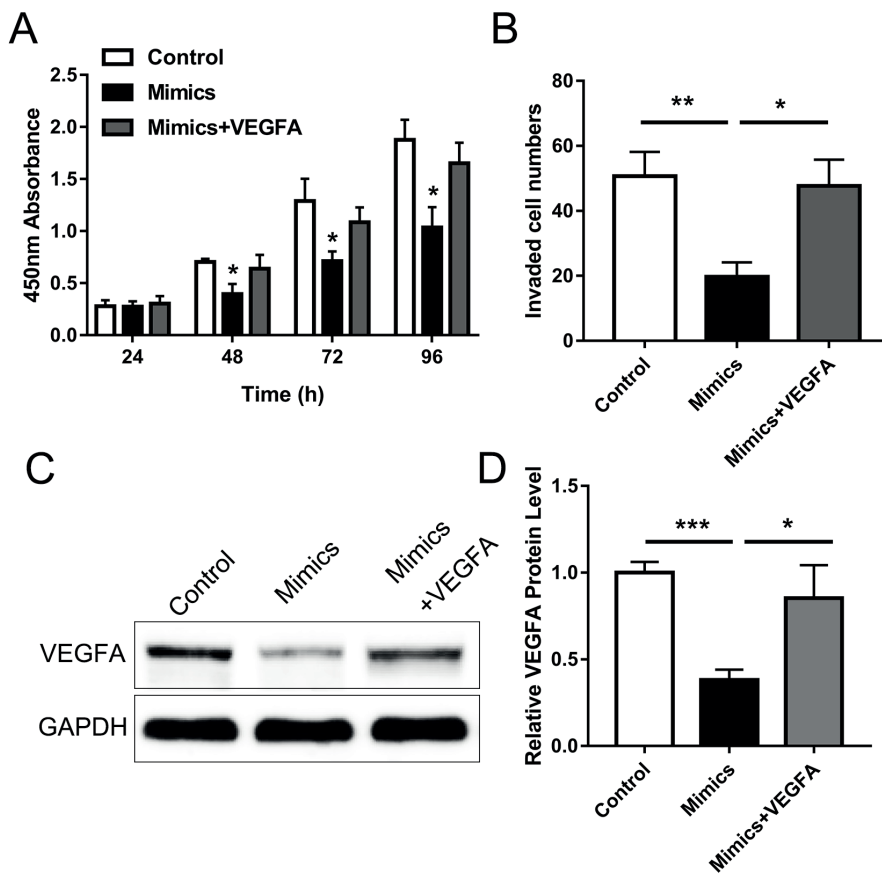 A
Control
Mimics
Mimics+VEGFA
450nm Absorbance
2.5
2.0
1.5
1.0
0.5
0.0
*
*
*
24 48 72 96
Time (h)
B
Invaded cell numbers
80
60
40
20
0
** *
Control
Mimics
Mimics+VEGFA
C
Control
Mimics
Mimics
+VEGFA
VEGFA
GAPDH
D
Relative VEGFA Protein Level
1.5
1.0
0.5
0.0
*** *
Control
Mimics
Mimics+VEGFA